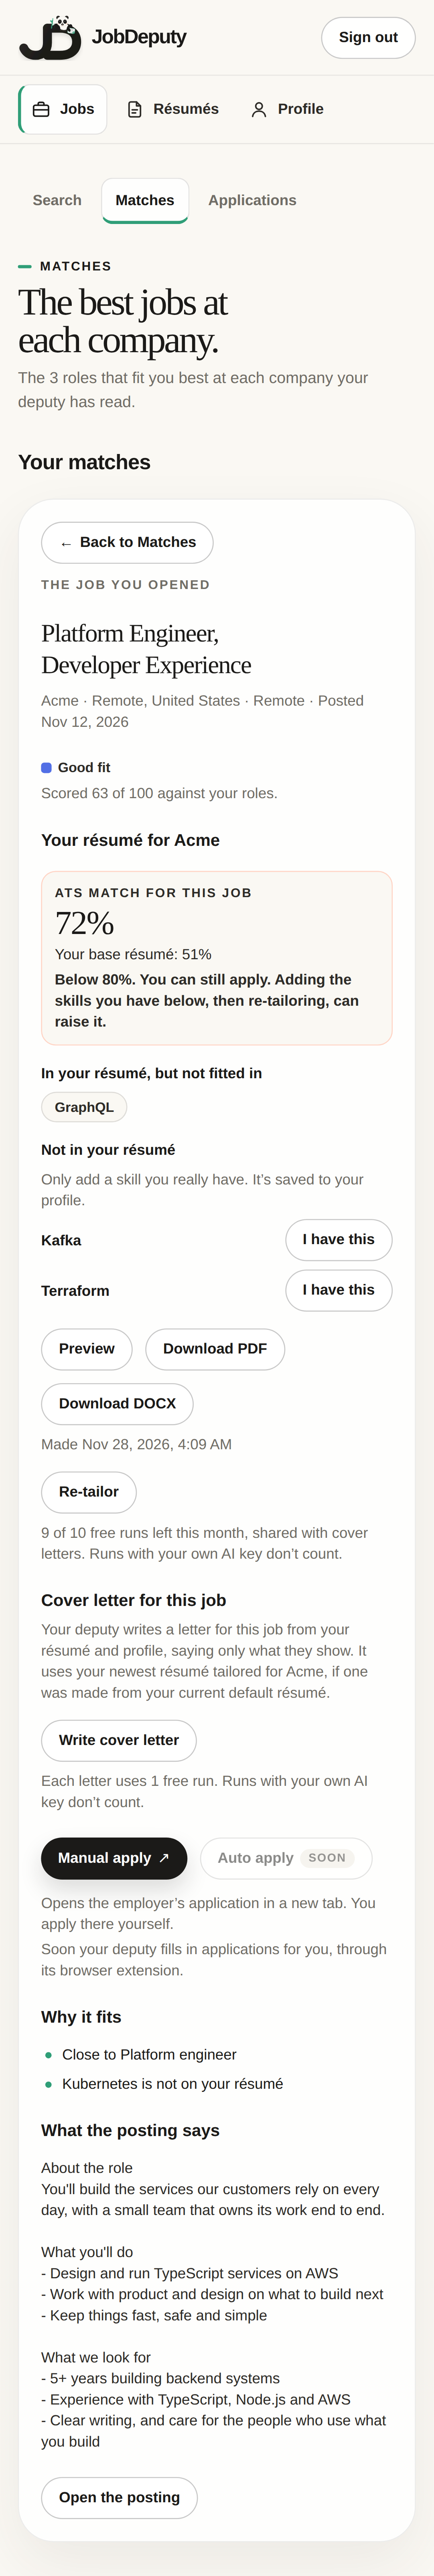 JD JobDeputy
Sign out
Jobs
Résumés
Profile
Search
Matches
Applications
MATCHES
The best jobs at
each company.
The 3 roles that fit you best at each company your
deputy has read.
Your matches
← Back to Matches
THE JOB YOU OPENED
Platform Engineer,
Developer Experience
Acme · Remote, United States · Remote · Posted
Nov 12, 2026
Good fit
Scored 63 of 100 against your roles.
Your résumé for Acme
ATS MATCH FOR THIS JOB
72%
Your base résumé: 51%
Below 80%. You can still apply. Adding the
skills you have below, then re-tailoring, can
raise it.
In your résumé, but not fitted in
GraphQL
Not in your résumé
Only add a skill you really have. It’s saved to your
profile.
Kafka
I have this
Terraform
I have this
Preview
Download PDF
Download DOCX
Made Nov 28, 2026, 4:09 AM
Re-tailor
9 of 10 free runs left this month, shared with cover
letters. Runs with your own AI key don’t count.
Cover letter for this job
Your deputy writes a letter for this job from your
résumé and profile, saying only what they show. It
uses your newest résumé tailored for Acme, if one
was made from your current default résumé.
Write cover letter
Each letter uses 1 free run. Runs with your own AI
key don’t count.
Manual apply ↗
Auto apply SOON
Opens the employer’s application in a new tab. You
apply there yourself.
Soon your deputy fills in applications for you, through
its browser extension.
Why it fits
Close to Platform engineer
Kubernetes is not on your résumé
What the posting says
About the role
You'll build the services our customers rely on every
day, with a small team that owns its work end to end.
What you'll do
- Design and run TypeScript services on AWS
- Work with product and design on what to build next
- Keep things fast, safe and simple
What we look for
- 5+ years building backend systems
- Experience with TypeScript, Node.js and AWS
- Clear writing, and care for the people who use what
you build
Open the posting